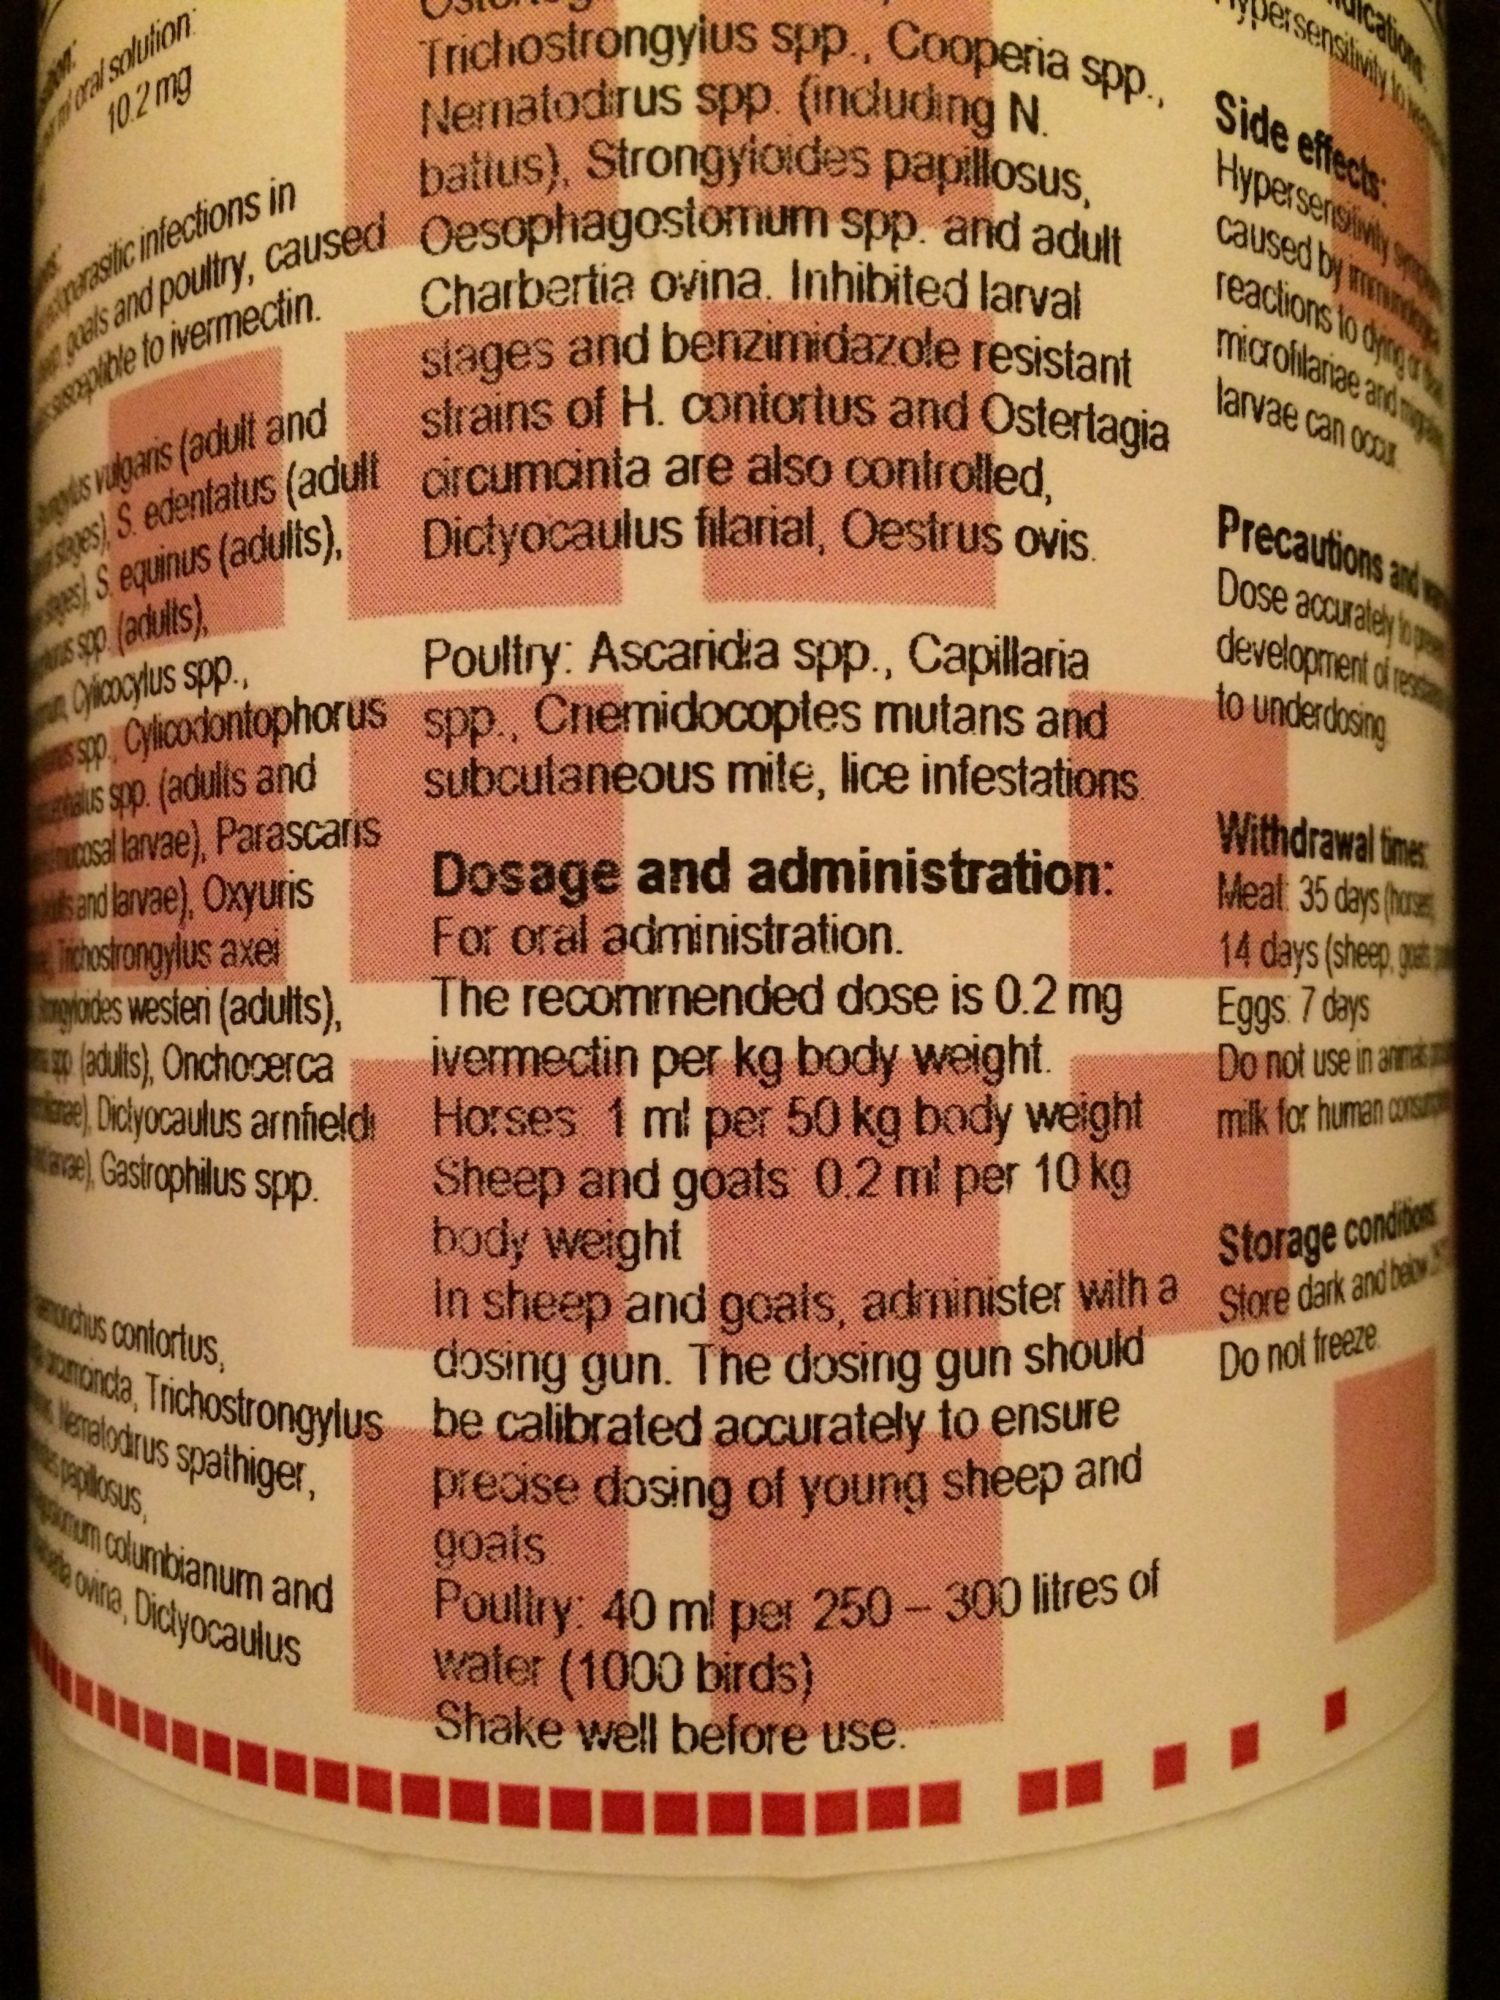 oral solution:
10.2 mg
infections in
goats and poultry, caused
susceptible to ivermectin.
vulgaris (adult and
S. edentatus (adult
stages), S. equinus (adults),
spp. (adults),
Cylicocylus spp.,
spp., Cylicodontophorus
spp. (adults and
mucosal larvae), Parascaris
and larvae), Oxyuris
Trichostrongylus axei
westeri (adults),
spp (adults), Onchocerca
Dictyocaulus arnfieldi
Gastrophilus spp.
contortus,
Trichostrongylus
Nematodirus spathiger,
papillosus,
columbianum and
ovina, Dictyocaulus
Trichostrongylus spp., Cooperia spp.,
Nematodirus spp. (including N.
battus), Strongyloides papillosus,
Oesophagostomum spp. and adult
Charbertia ovina. Inhibited larval
stages and benzimidazole resistant
strains of H. contortus and Ostertagia
circumcinta are also controlled,
Dictyocaulus filarial, Oestrus ovis.
Poultry: Ascaridia spp., Capillaria
spp., Cnemidocoptes mutans and
subcutaneous mite, lice infestations.
Dosage and administration:
For oral administration.
The recommended dose is 0.2 mg
ivermectin per kg body weight.
Horses: 1 ml per 50 kg body weight
Sheep and goats: 0.2 ml per 10 kg
body weight
In sheep and goats, administer with a
dosing gun. The dosing gun should
be calibrated accurately to ensure
precise dosing of young sheep and
goats
Poultry: 40 ml per 250 – 300 litres of
water (1000 birds)
Shake well before use.
Hypersensitivity to
Side effects:
Hypersensitivity
caused by
reactions to dying or
microfilariae and
larvae can occur.
Precautions and
Dose accurately to
development of
to underdosing.
Withdrawal times:
Meat: 35 days (horses)
14 days (sheep, goats
Eggs: 7 days
Do not use in animals
milk for human
Storage conditions:
Store dark and below
Do not freeze.